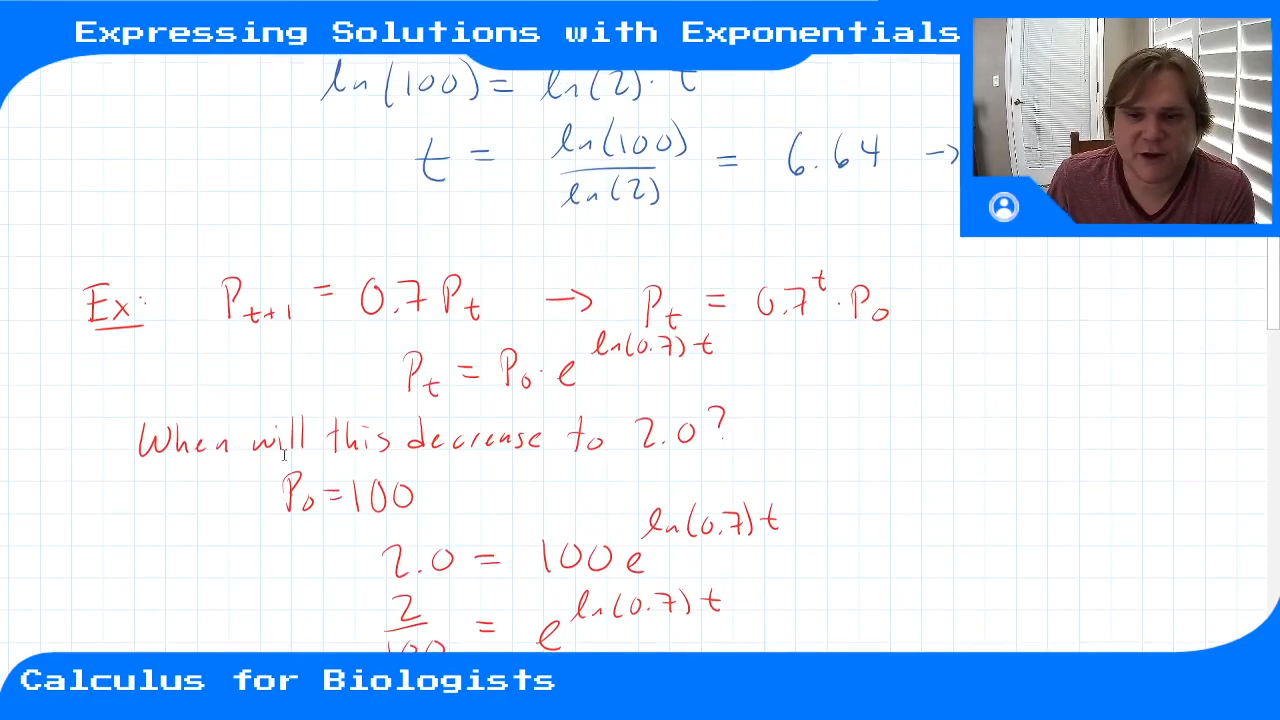 Expressing Solutions with Exponentials
ln(100) = ln(2) · t
t = ln(100) / ln(2) = 6.64 →
Ex: P_{t+1} = 0.7 P_t → P_t = 0.7^t · P_0
P_t = P_0 · e^{ln(0.7) t}
When will this decrease to 2.0?
P_0 = 100
2.0 = 100 e^{ln(0.7) t}
2/100 = e^{ln(0.7) t}
Calculus for Biologists